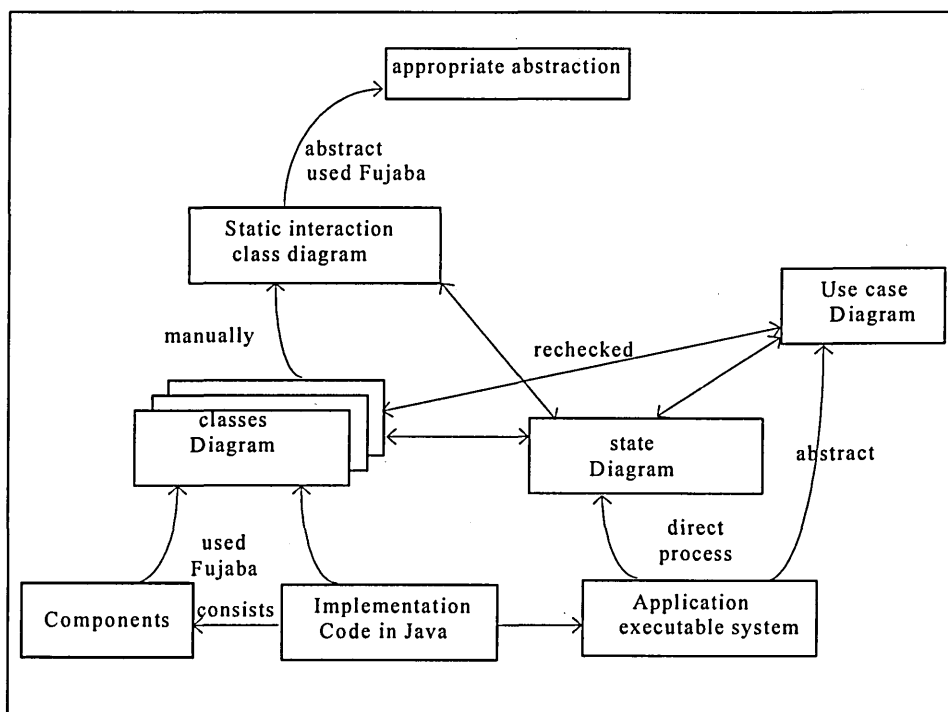 appropriate abstraction
abstract
used Fujaba
Static interaction
class diagram
Use case
Diagram
manually
rechecked
classes
Diagram
state
Diagram
abstract
used
Fujaba
direct
process
Components
consists
Implementation
Code in Java
Application
executable system